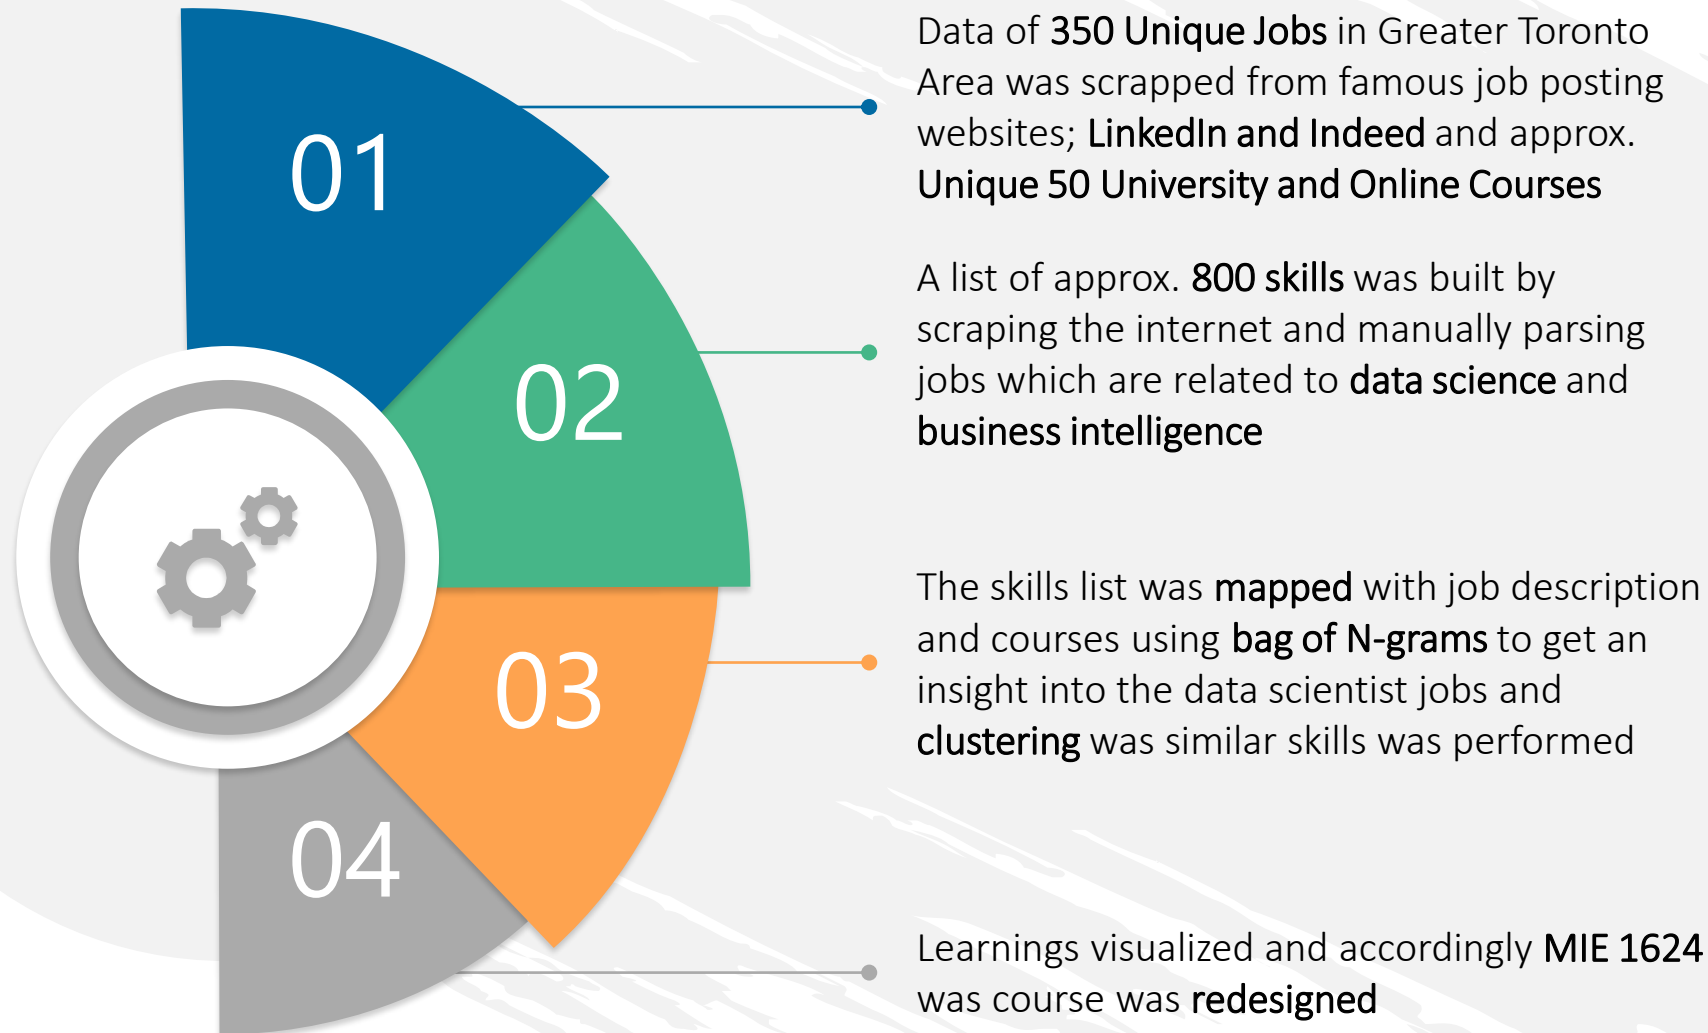 01
Data of 350 Unique Jobs in Greater Toronto
Area was scrapped from famous job posting
websites; LinkedIn and Indeed and approx.
Unique 50 University and Online Courses
02
A list of approx. 800 skills was built by
scraping the internet and manually parsing
jobs which are related to data science and
business intelligence
03
The skills list was mapped with job description
and courses using bag of N-grams to get an
insight into the data scientist jobs and
clustering was similar skills was performed
04
Learnings visualized and accordingly MIE 1624
was course was redesigned